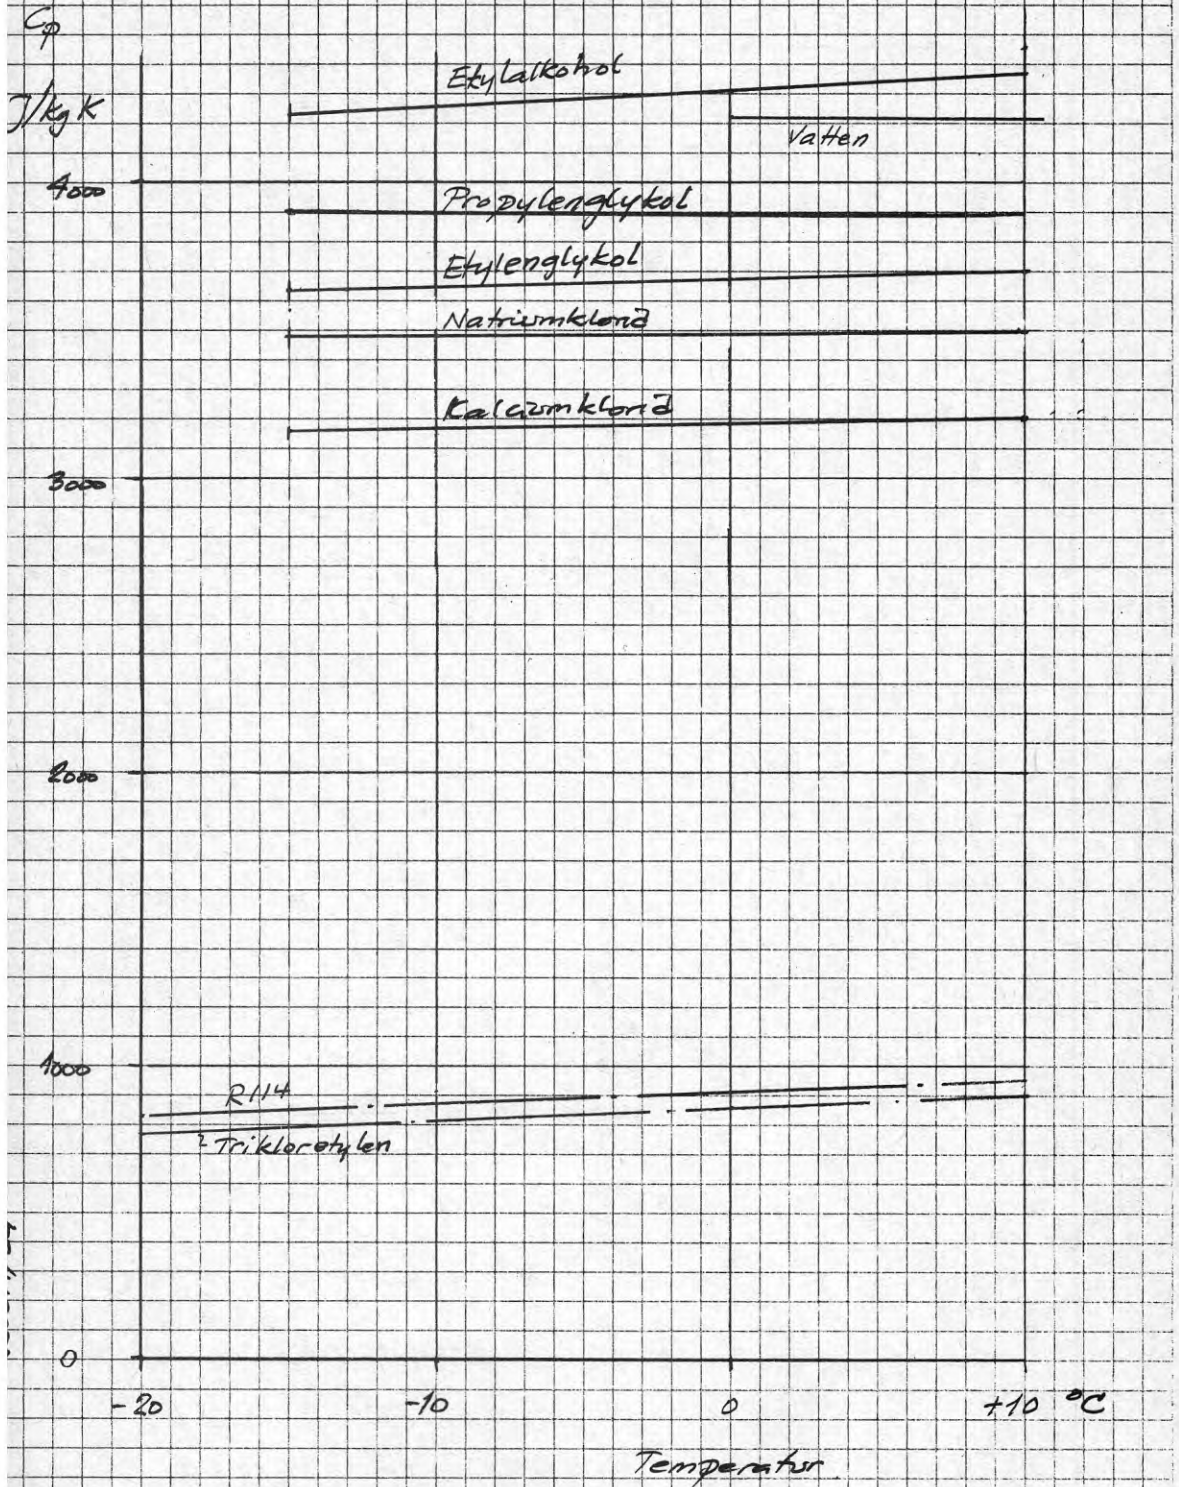 Cp
Etylalkohol
J/kg K
Vatten
4000
Propylenglykol
Etylenglykol
Natriumklorid
Kalciumklorid
3000
2000
1000
R114
Trikloretylen
0
-20
-10
0
+10 °C
Temperatur